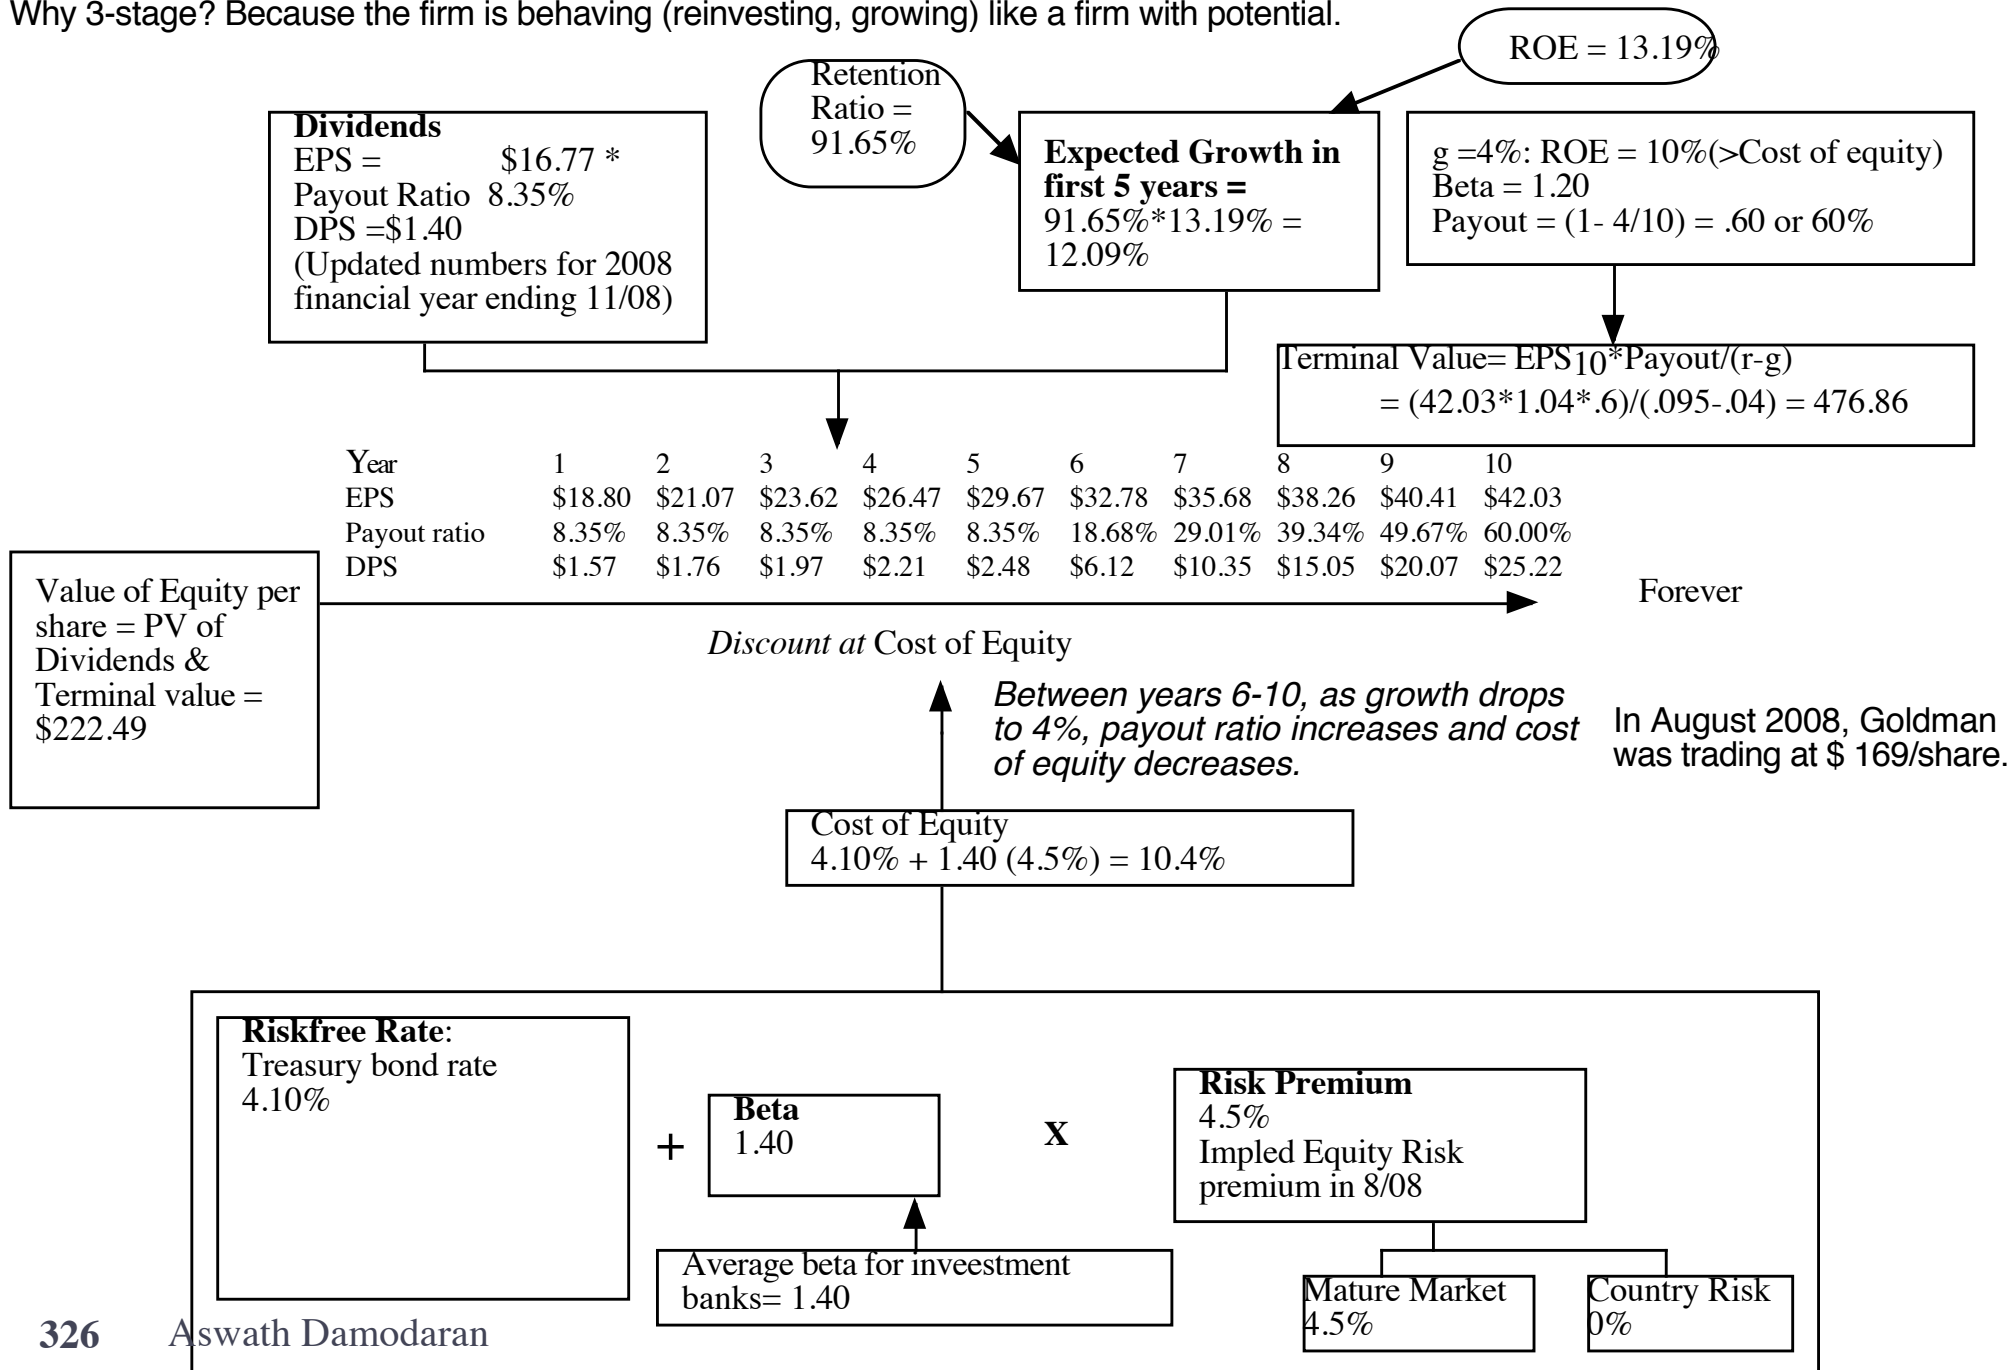 Why 3-stage? Because the firm is behaving (reinvesting, growing) like a firm with potential.
ROE = 13.19%
Retention
Ratio =
91.65%
Dividends
EPS = $16.77 *
Payout Ratio 8.35%
DPS =$1.40
(Updated numbers for 2008
financial year ending 11/08)
Expected Growth in
first 5 years =
91.65%*13.19% =
12.09%
g =4%: ROE = 10%(>Cost of equity)
Beta = 1.20
Payout = (1- 4/10) = .60 or 60%
Terminal Value= EPS10*Payout/(r-g)
= (42.03*1.04*.6)/(.095-.04) = 476.86
Year 1 2 3 4 5 6 7 8 9 10
EPS $18.80 $21.07 $23.62 $26.47 $29.67 $32.78 $35.68 $38.26 $40.41 $42.03
Payout ratio 8.35% 8.35% 8.35% 8.35% 8.35% 18.68% 29.01% 39.34% 49.67% 60.00%
DPS $1.57 $1.76 $1.97 $2.21 $2.48 $6.12 $10.35 $15.05 $20.07 $25.22
Value of Equity per
share = PV of
Dividends &
Terminal value =
$222.49
Forever
Discount at Cost of Equity
Between years 6-10, as growth drops
to 4%, payout ratio increases and cost
of equity decreases.
In August 2008, Goldman
was trading at $ 169/share.
Cost of Equity
4.10% + 1.40 (4.5%) = 10.4%
Riskfree Rate:
Treasury bond rate
4.10%
+
Beta
1.40
X
Risk Premium
4.5%
Impled Equity Risk
premium in 8/08
Average beta for inveestment
banks= 1.40
Mature Market
4.5%
Country Risk
0%
326 Aswath Damodaran